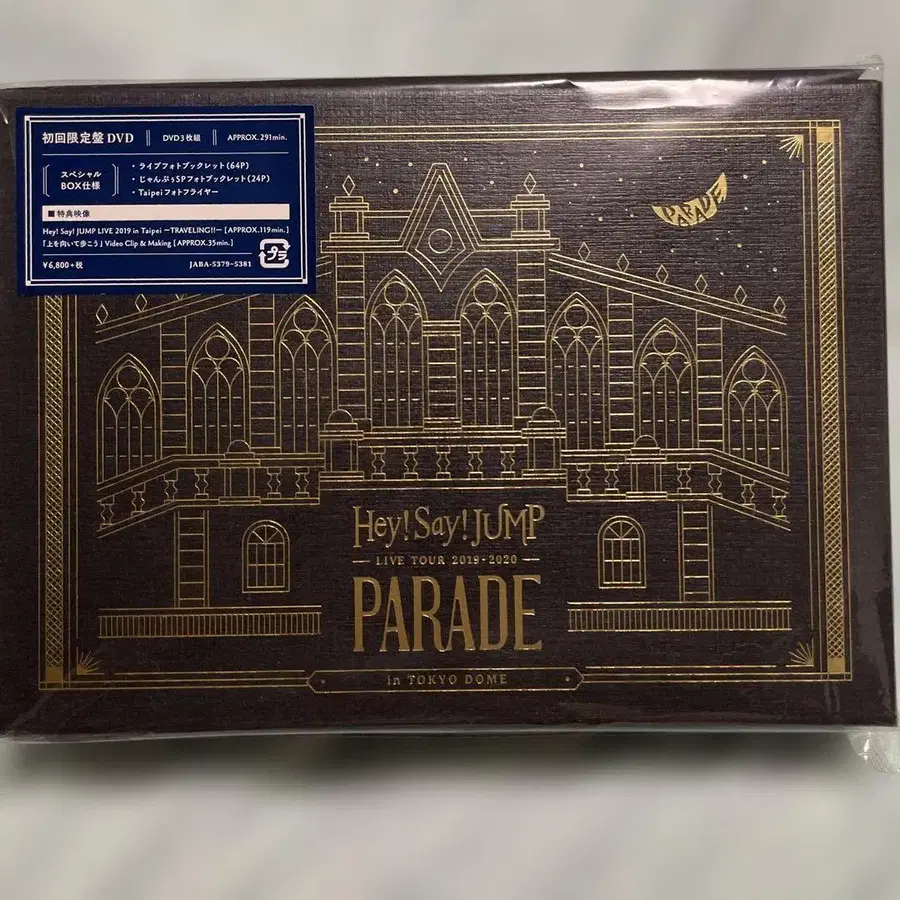 初回限定盤 DVD
DVD3枚組
APPROX.291min.
スペシャル
BOX仕様
・ライブフォトブックレット(64P)
・じゃんぷぅSPフォトブックレット(24P)
・Taipeiフォトフライヤー
■特典映像
Hey! Say! JUMP LIVE 2019 in Taipei 〜TRAVELING!!〜 [APPROX.119min.]
「上を向いて歩こう」Video Clip & Making [APPROX.35min.]
¥6,800+税
JABA-5379~5381
プラ
PARADE
Hey! Say! JUMP
LIVE TOUR 2019-2020
PARADE
in TOKYO DOME